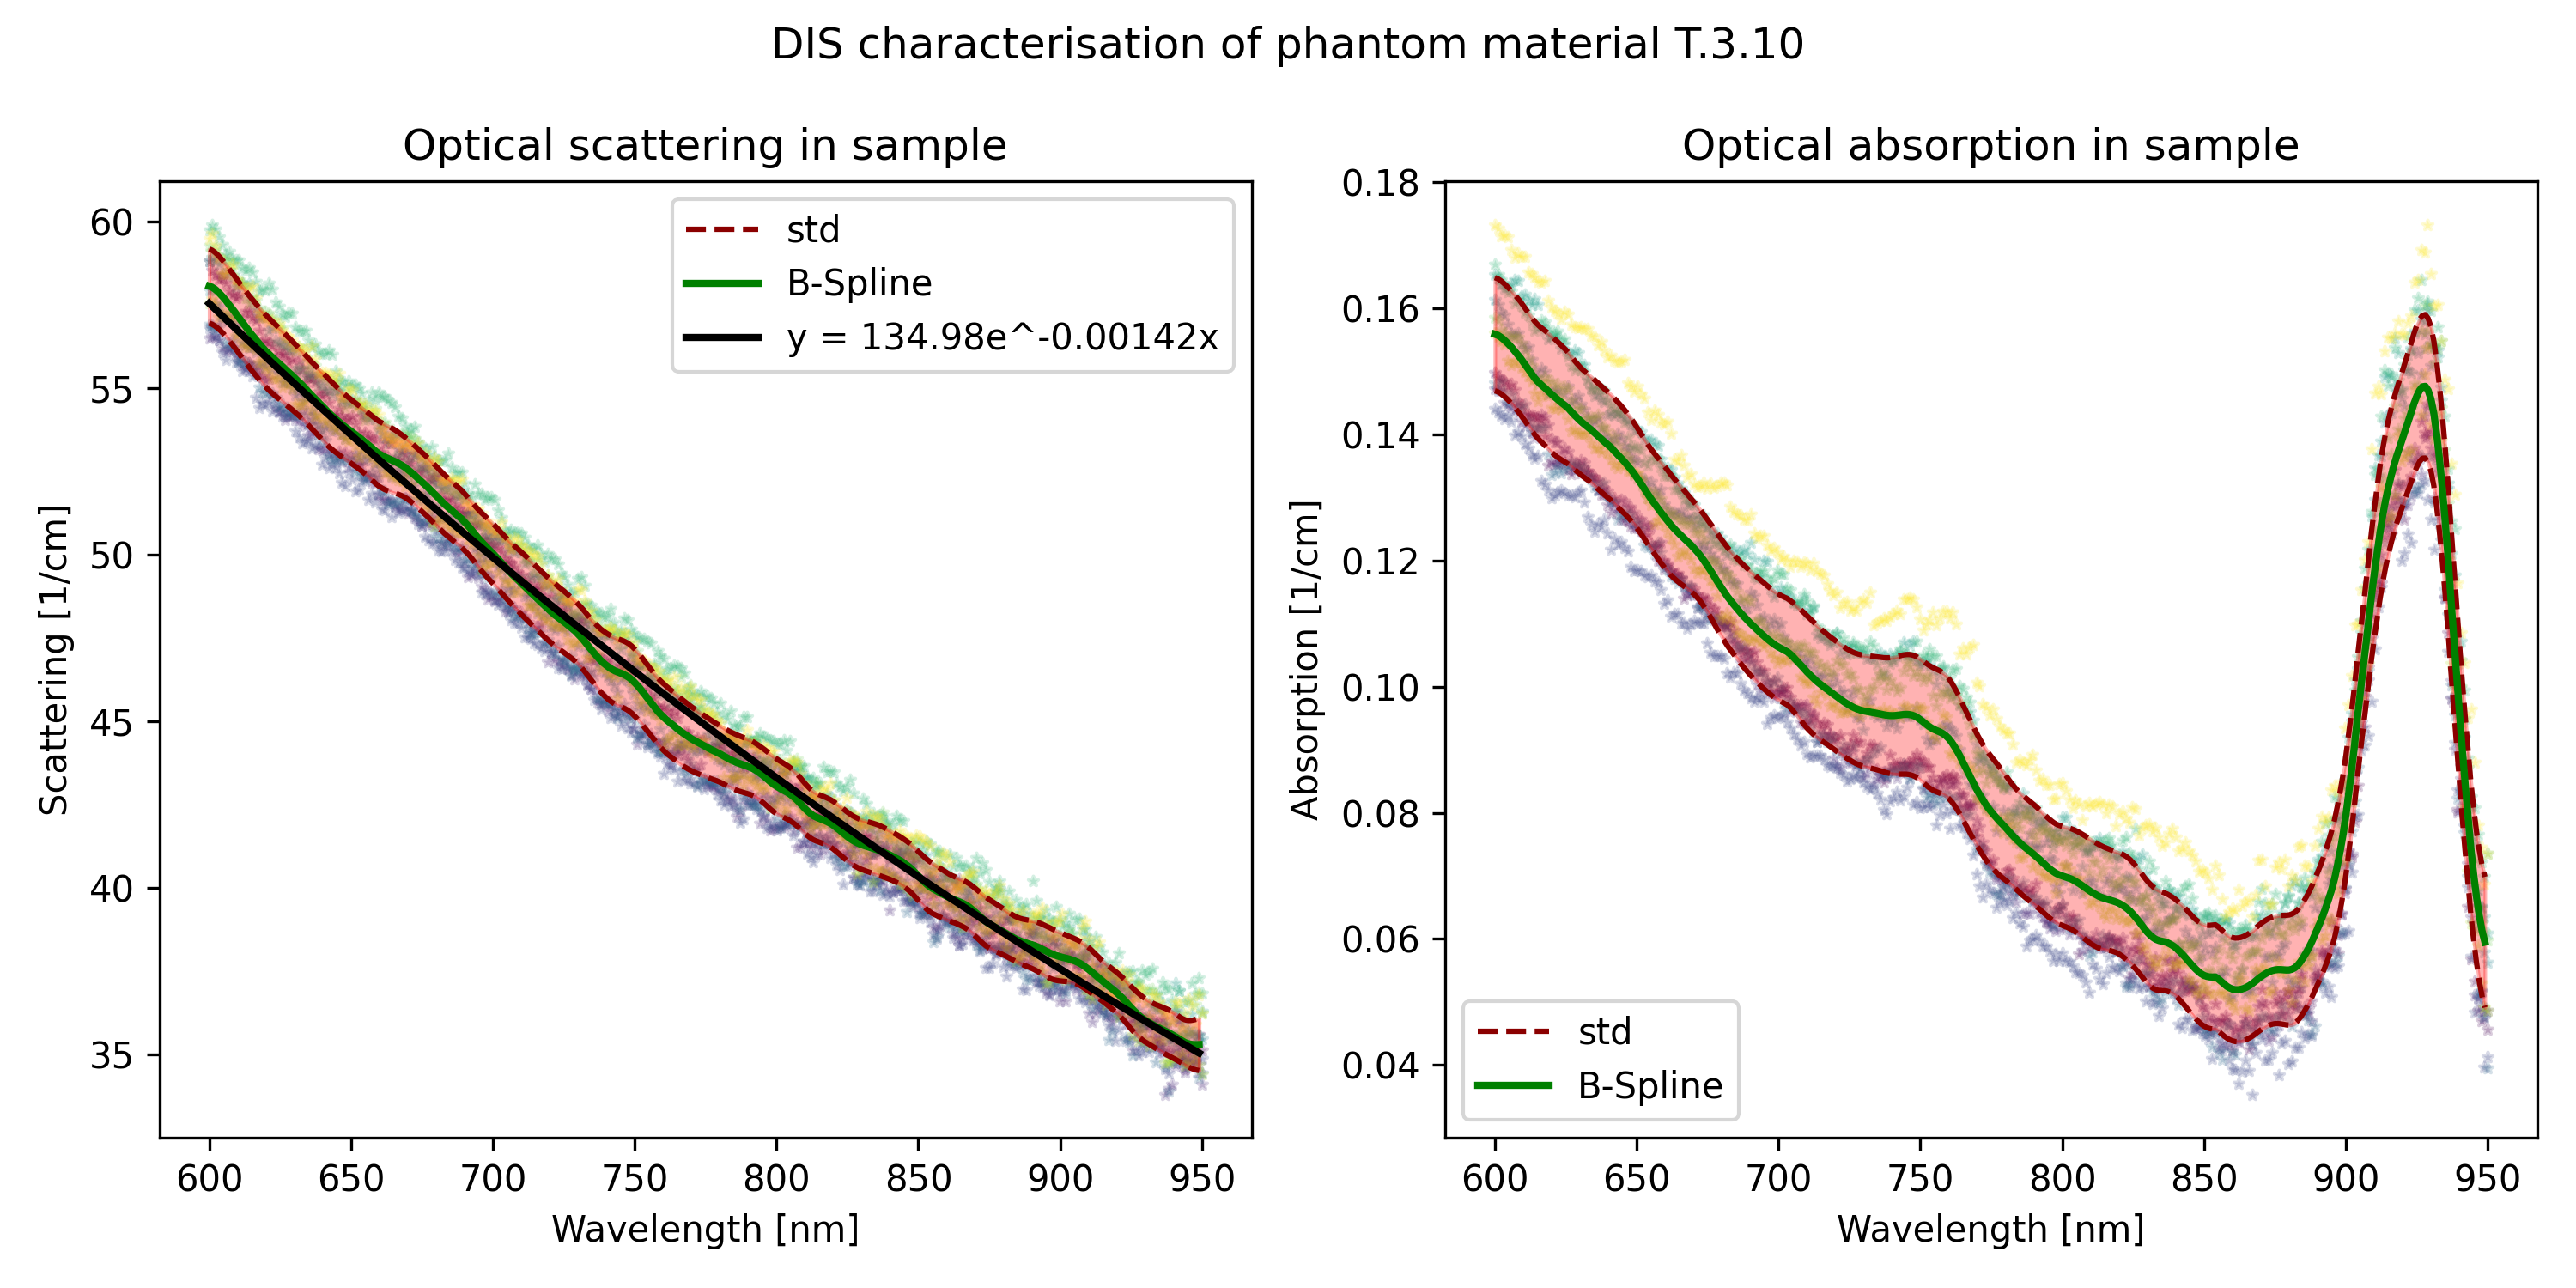 DIS characterisation of phantom material T.3.10
Optical scattering in sample
60
55
50
45
40
35
Scattering [1/cm]
std
B-Spline
y = 134.98e^-0.00142x
600 650 700 750 800 850 900 950
Wavelength [nm]
Optical absorption in sample
0.18
0.16
0.14
0.12
0.10
0.08
0.06
0.04
Absorption [1/cm]
std
B-Spline
600 650 700 750 800 850 900 950
Wavelength [nm]